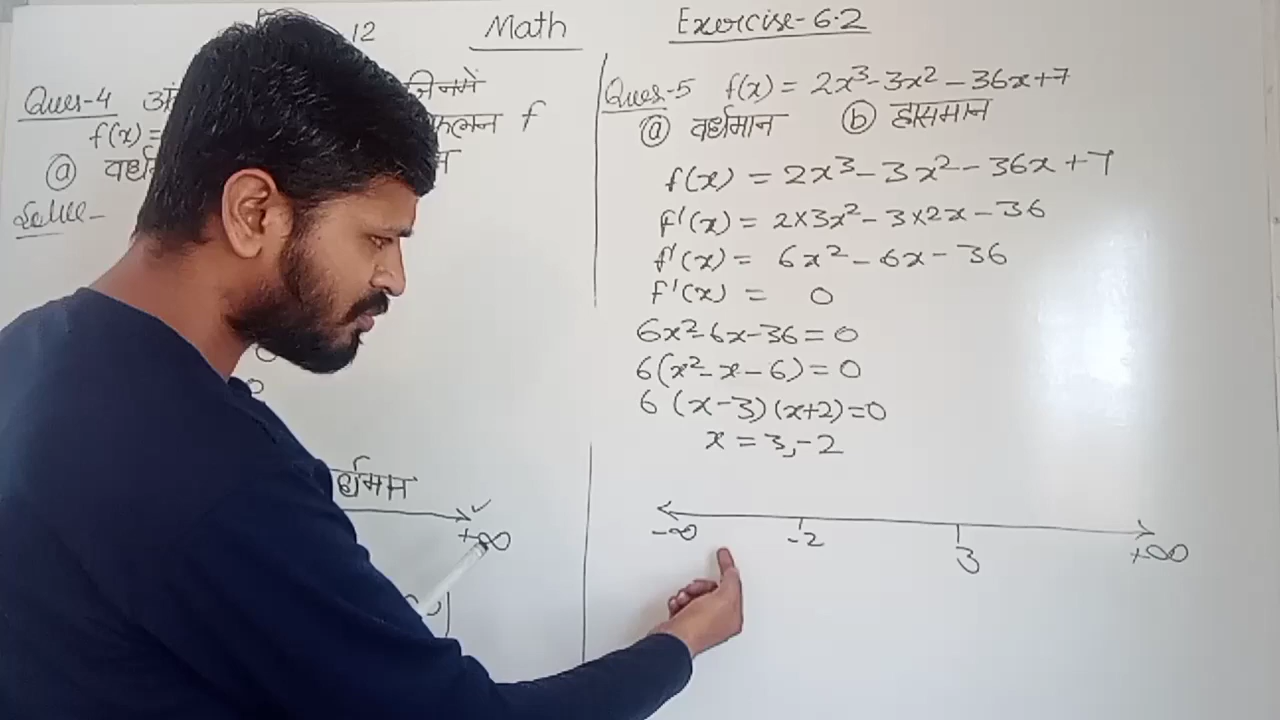 12 Math Exercise-6.2
Ques-4 जिनमें
f(x)= फलन f
ⓐ
Ques-5 f(x) = 2x³-3x²-36x+7
ⓐ वर्धमान ⓑ हासमान
f(x) = 2x³-3x²-36x+7
f'(x) = 2×3x²-3×2x-36
f'(x) = 6x²-6x-36
f'(x) = 0
6x²-6x-36=0
6(x²-x-6)=0
6(x-3)(x+2)=0
x=3,-2
+∞
-∞ -2 3 +∞